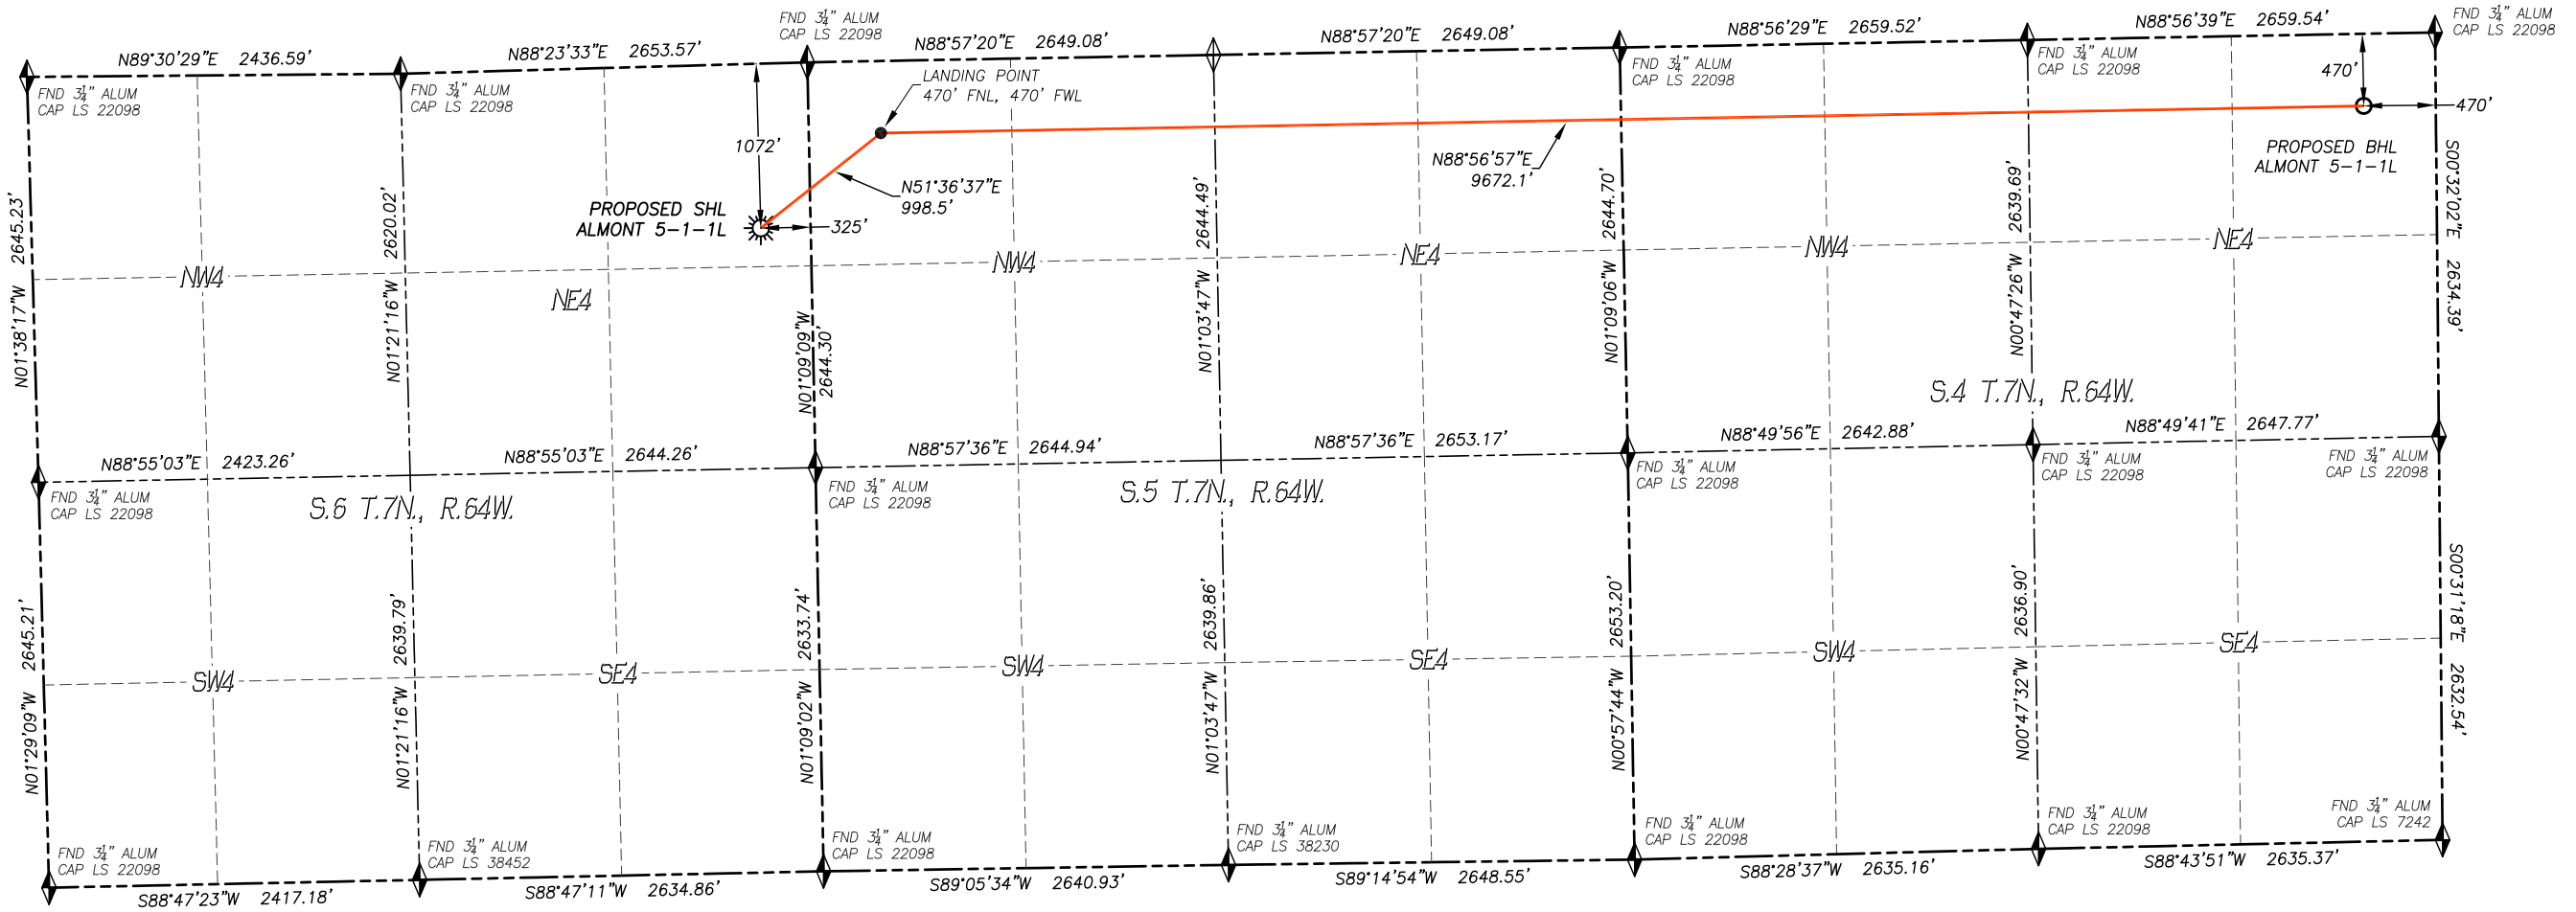 FND 3¼" ALUM
CAP LS 22098
FND 3¼" ALUM
CAP LS 22098
N89°30'29"E 2436.59'
N88°23'33"E 2653.57'
N88°57'20"E 2649.08'
N88°57'20"E 2649.08'
N88°56'29"E 2659.52'
N88°56'39"E 2659.54'
FND 3¼" ALUM
CAP LS 22098
FND 3¼" ALUM
CAP LS 22098
FND 3¼" ALUM
CAP LS 22098
FND 3¼" ALUM
CAP LS 22098
LANDING POINT
470' FNL, 470' FWL
470'
470'
1072'
N88°56'57"E
9672.1'
PROPOSED BHL
ALMONT 5-1-1L
N51°36'37"E
998.5'
PROPOSED SHL
ALMONT 5-1-1L
325'
N01°38'17"W 2645.23'
N01°21'16"W 2620.02'
N01°09'09"W
2644.30'
N01°03'47"W 2644.49'
N01°09'06"W 2644.70'
N00°47'26"W 2639.69'
S00°32'02"E 2634.39'
NW4
NE4
NW4
NE4
NW4
NE4
S.4 T.7N., R.64W.
N88°55'03"E 2423.26'
N88°55'03"E 2644.26'
N88°57'36"E 2644.94'
N88°57'36"E 2653.17'
N88°49'56"E 2642.88'
N88°49'41"E 2647.77'
FND 3¼" ALUM
CAP LS 22098
FND 3¼" ALUM
CAP LS 22098
FND 3¼" ALUM
CAP LS 22098
FND 3¼" ALUM
CAP LS 22098
FND 3¼" ALUM
CAP LS 22098
S.6 T.7N., R.64W.
S.5 T.7N., R.64W.
N01°29'09"W 2645.21'
N01°21'16"W 2639.79'
N01°09'02"W 2633.74'
N01°03'47"W 2639.86'
N00°57'44"W 2653.20'
N00°47'32"W 2636.90'
S00°31'18"E 2632.54'
SW4
SE4
SW4
SE4
SW4
SE4
FND 3¼" ALUM
CAP LS 22098
FND 3¼" ALUM
CAP LS 38452
FND 3¼" ALUM
CAP LS 22098
FND 3¼" ALUM
CAP LS 38230
FND 3¼" ALUM
CAP LS 22098
FND 3¼" ALUM
CAP LS 22098
FND 3¼" ALUM
CAP LS 7242
S88°47'23"W 2417.18'
S88°47'11"W 2634.86'
S89°05'34"W 2640.93'
S89°14'54"W 2648.55'
S88°28'37"W 2635.16'
S88°43'51"W 2635.37'